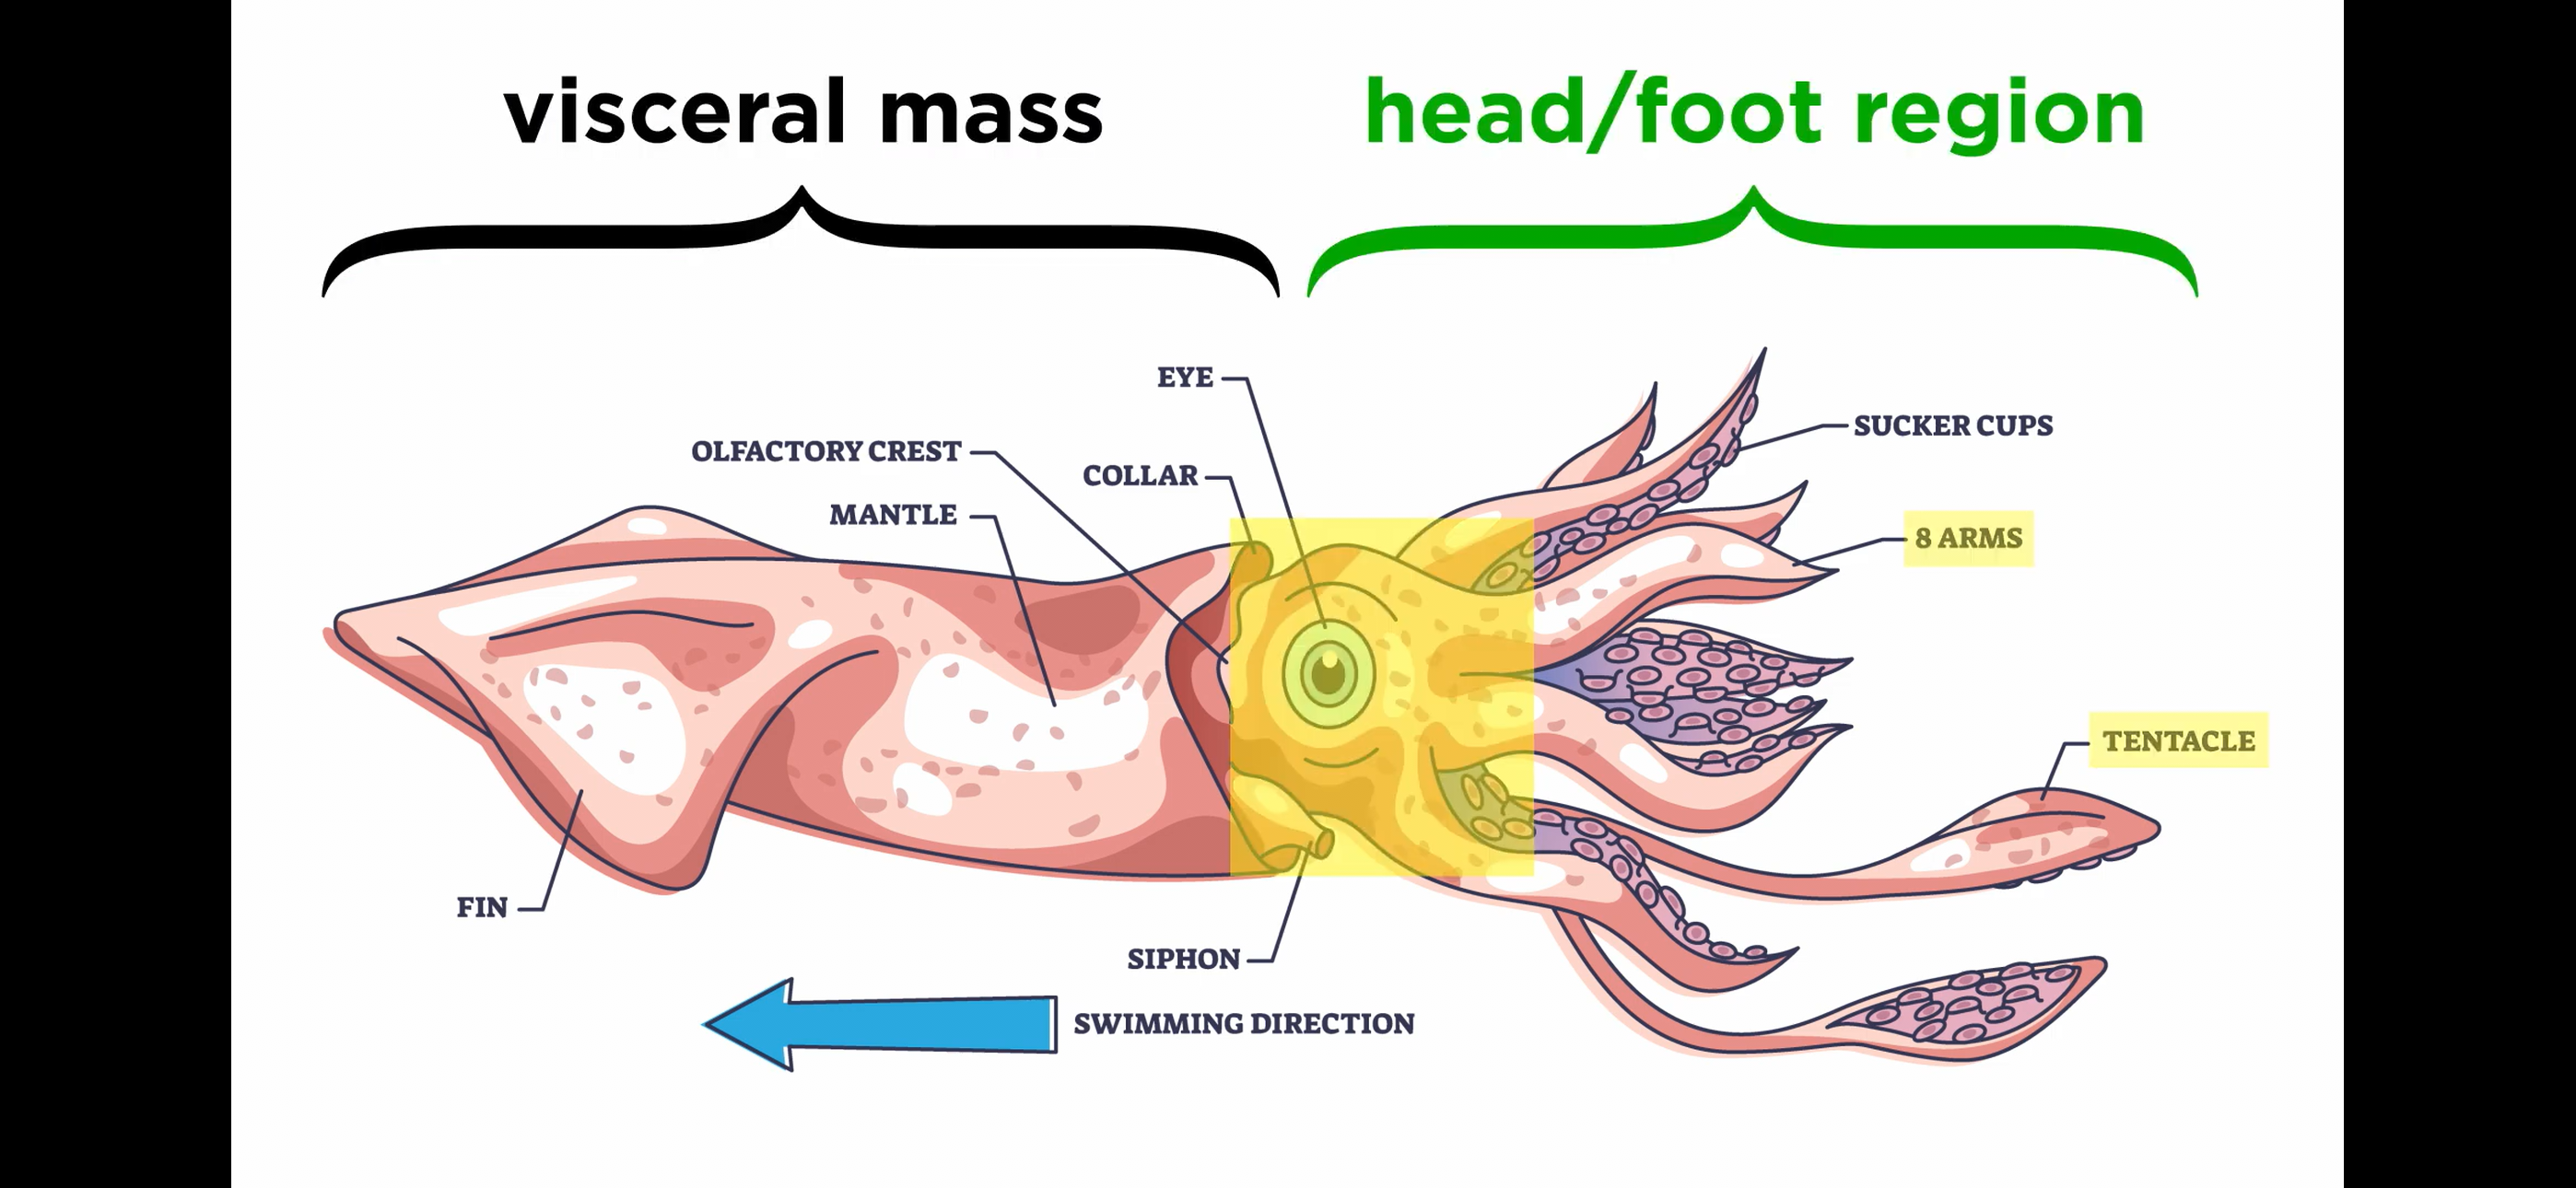 visceral mass
head/foot region
EYE
SUCKER CUPS
OLFACTORY CREST
COLLAR
MANTLE
8 ARMS
TENTACLE
FIN
SIPHON
SWIMMING DIRECTION